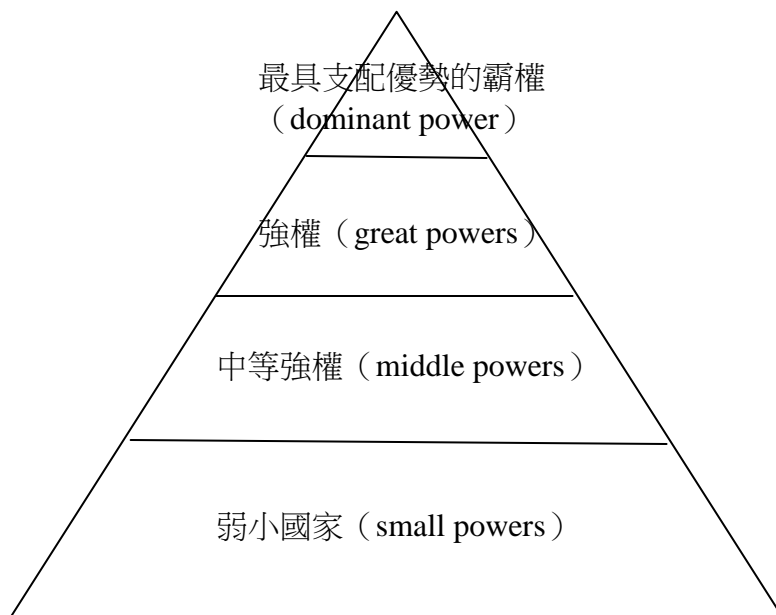 最具支配優勢的霸權
（dominant power）
強權（great powers）
中等強權（middle powers）
弱小國家（small powers）